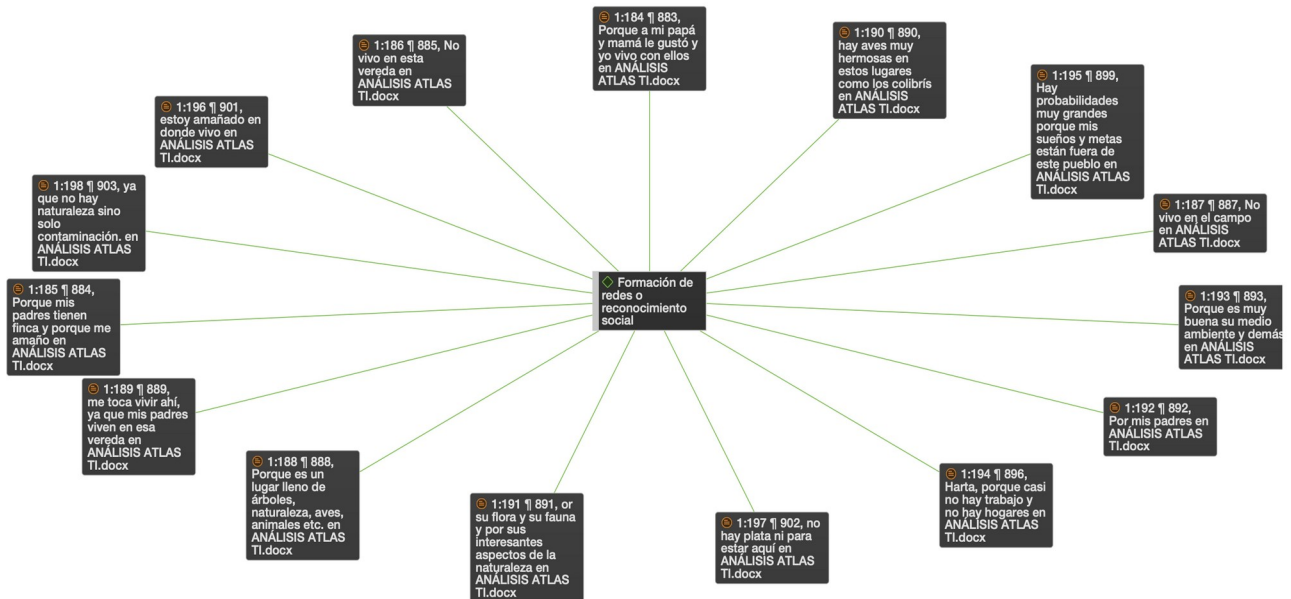 1:184 ¶ 883,
Porque a mi papá
y mamá le gustó y
yo vivo con ellos
en ANÁLISIS
ATLAS TI.docx
1:190 ¶ 890,
hay aves muy
hermosas en
estos lugares
como los colibrís
en ANÁLISIS
ATLAS TI.docx
1:186 ¶ 885, No
vivo en esta
vereda en
ANÁLISIS ATLAS
TI.docx
1:195 ¶ 899,
Hay
probabilidades
muy grandes
porque mis
sueños y metas
están fuera de
este pueblo en
ANÁLISIS ATLAS
TI.docx
1:196 ¶ 901,
estoy amañado en
donde vivo en
ANÁLISIS ATLAS
TI.docx
1:198 ¶ 903, ya
que no hay
naturaleza sino
solo
contaminación. en
ANÁLISIS ATLAS
TI.docx
1:187 ¶ 887, No
vivo en el campo
en ANÁLISIS
ATLAS TI.docx
Formación de
redes o
reconocimiento
social
1:185 ¶ 884,
Porque mis
padres tienen
finca y porque me
amaño en
ANÁLISIS ATLAS
TI.docx
1:193 ¶ 893,
Porque es muy
buena su medio
ambiente y demás
en ANÁLISIS
ATLAS TI.docx
1:189 ¶ 889,
me toca vivir ahí,
ya que mis padres
viven en esa
vereda en
ANÁLISIS ATLAS
TI.docx
1:192 ¶ 892,
Por mis padres en
ANÁLISIS ATLAS
TI.docx
1:188 ¶ 888,
Porque es un
lugar lleno de
árboles,
naturaleza, aves,
animales etc. en
ANÁLISIS ATLAS
TI.docx
1:194 ¶ 896,
Harta, porque casi
no hay trabajo y
no hay hogares en
ANÁLISIS ATLAS
TI.docx
1:191 ¶ 891, or
su flora y su fauna
y por sus
interesantes
aspectos de la
naturaleza en
ANÁLISIS ATLAS
TI.docx
1:197 ¶ 902, no
hay plata ni para
estar aquí en
ANÁLISIS ATLAS
TI.docx